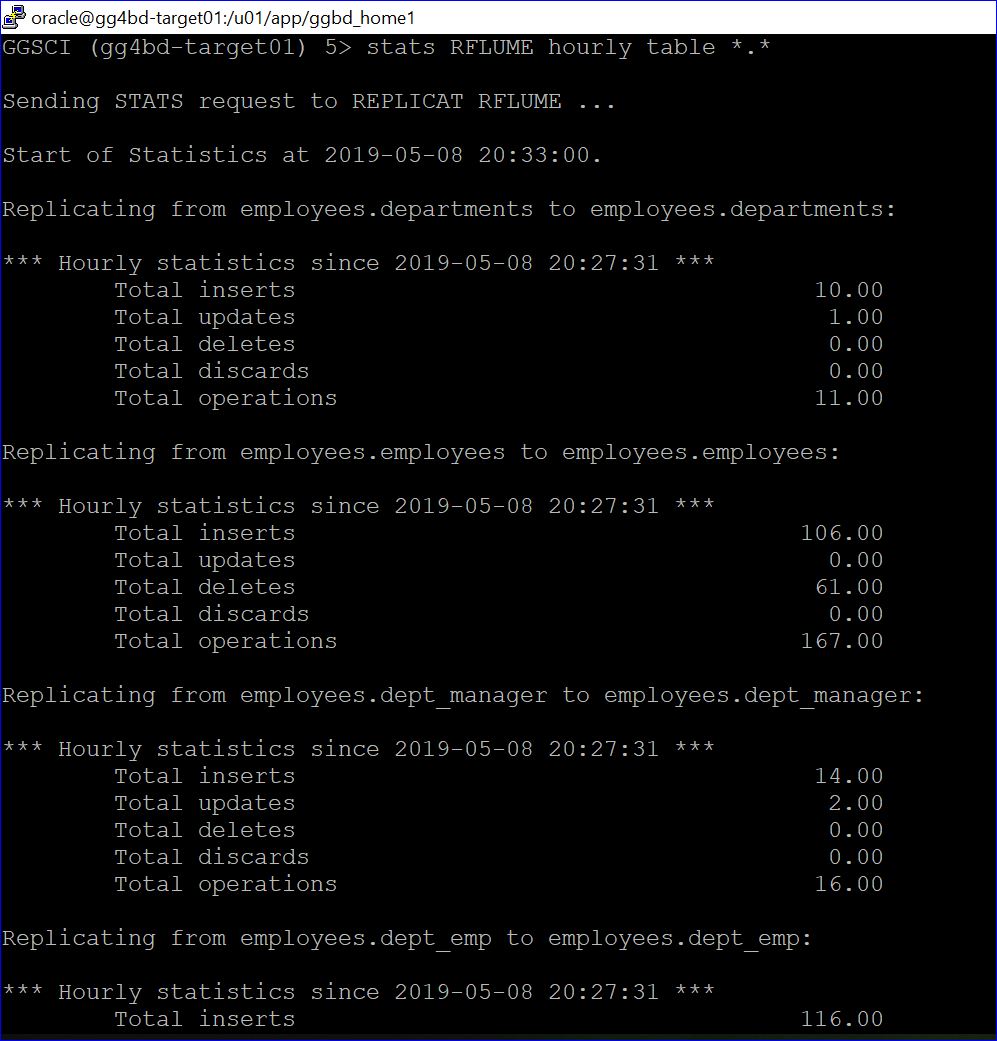 oracle@gg4bd-target01:/u01/app/ggbd_home1
GGSCI (gg4bd-target01) 5> stats RFLUME hourly table *.*
Sending STATS request to REPLICAT RFLUME ...
Start of Statistics at 2019-05-08 20:33:00.
Replicating from employees.departments to employees.departments:
*** Hourly statistics since 2019-05-08 20:27:31 ***
Total inserts 10.00
Total updates 1.00
Total deletes 0.00
Total discards 0.00
Total operations 11.00
Replicating from employees.employees to employees.employees:
*** Hourly statistics since 2019-05-08 20:27:31 ***
Total inserts 106.00
Total updates 0.00
Total deletes 61.00
Total discards 0.00
Total operations 167.00
Replicating from employees.dept_manager to employees.dept_manager:
*** Hourly statistics since 2019-05-08 20:27:31 ***
Total inserts 14.00
Total updates 2.00
Total deletes 0.00
Total discards 0.00
Total operations 16.00
Replicating from employees.dept_emp to employees.dept_emp:
*** Hourly statistics since 2019-05-08 20:27:31 ***
Total inserts 116.00